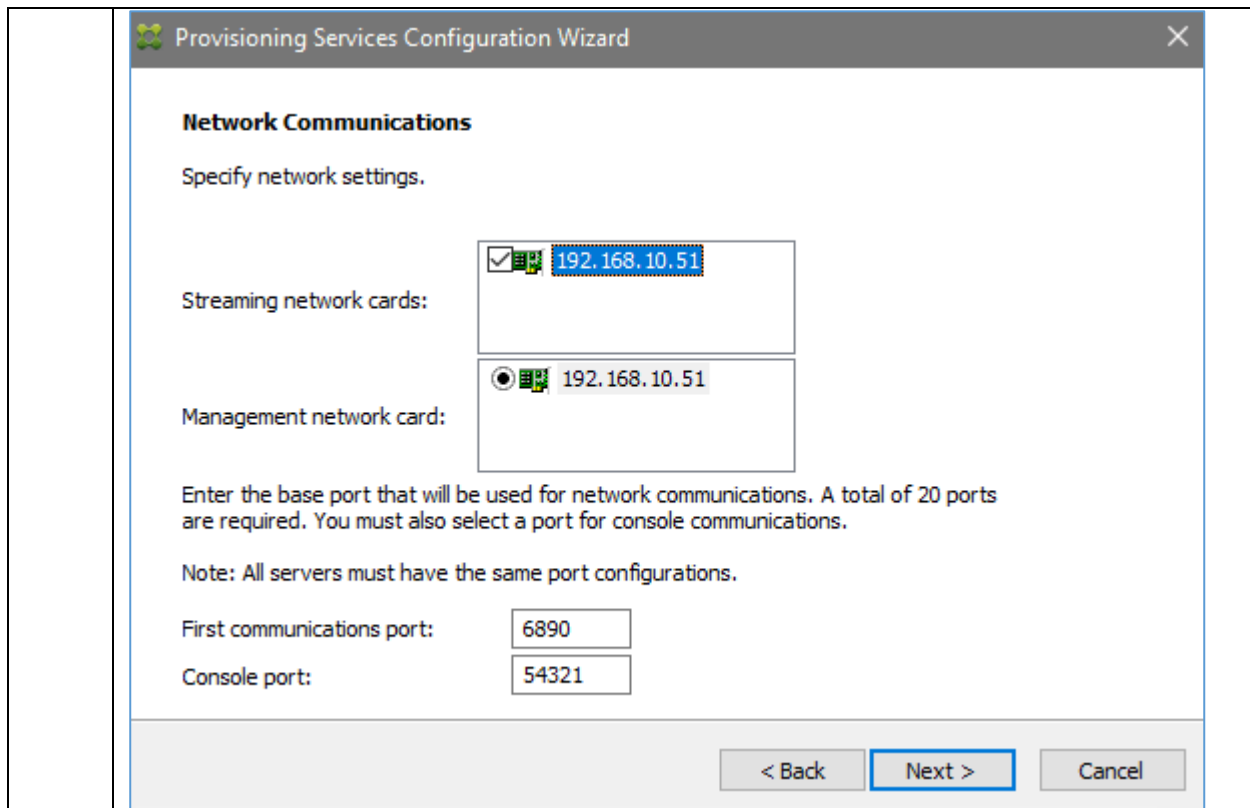 Provisioning Services Configuration Wizard
Network Communications
Specify network settings.
192.168.10.51
Streaming network cards:
192.168.10.51
Management network card:
Enter the base port that will be used for network communications. A total of 20 ports
are required. You must also select a port for console communications.
Note: All servers must have the same port configurations.
First communications port: 6890
Console port: 54321
< Back Next > Cancel